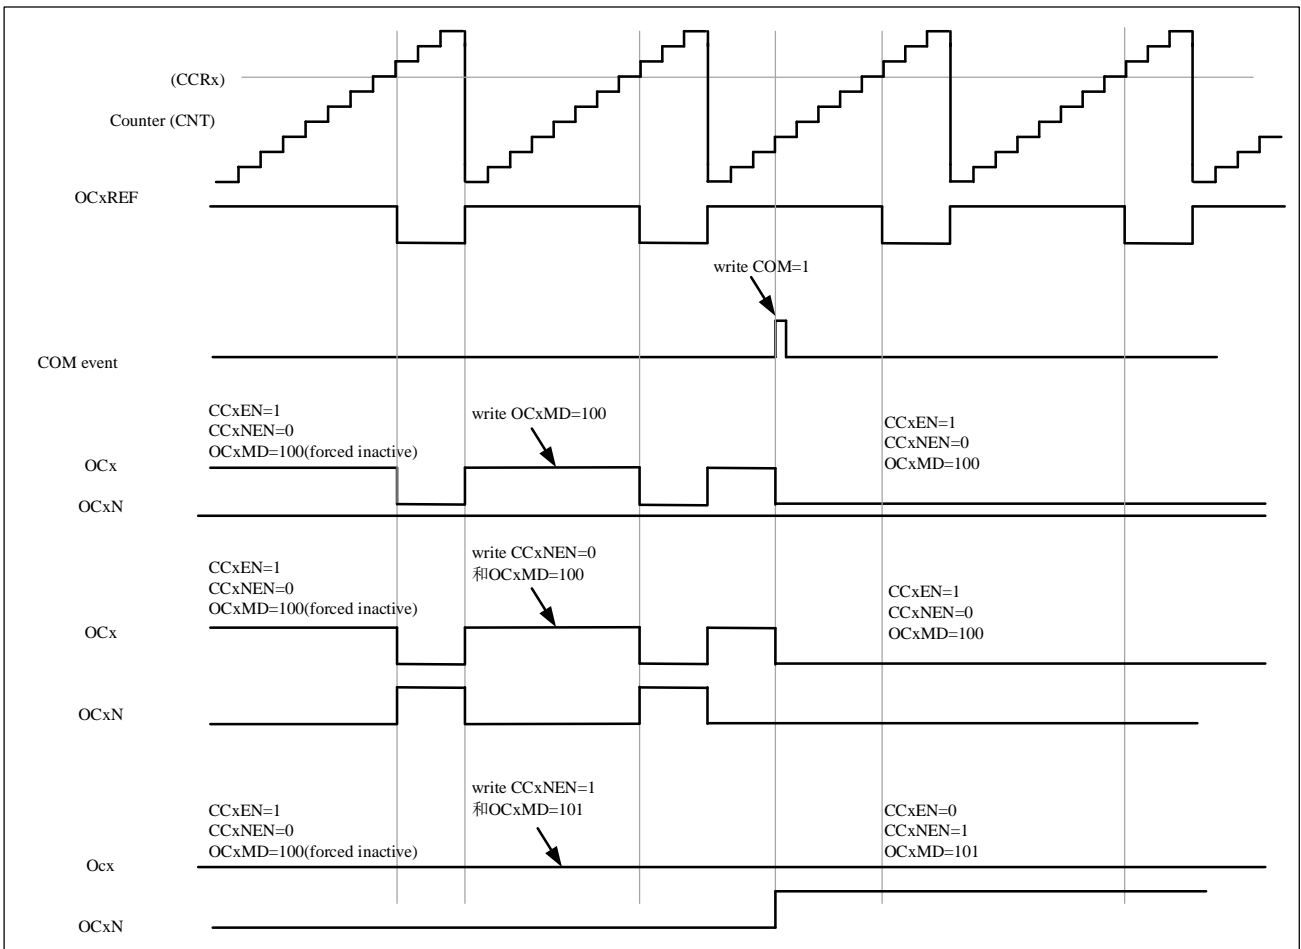 (CCRx)
Counter (CNT)
OCxREF
write COM=1
COM event
CCxEN=1
CCxNEN=0
OCxMD=100(forced inactive)
write OCxMD=100
CCxEN=1
CCxNEN=0
OCxMD=100
OCx
OCxN
CCxEN=1
CCxNEN=0
OCxMD=100(forced inactive)
write CCxNEN=0
和OCxMD=100
CCxEN=1
CCxNEN=0
OCxMD=100
OCx
OCxN
CCxEN=1
CCxNEN=0
OCxMD=100(forced inactive)
write CCxNEN=1
和OCxMD=101
CCxEN=0
CCxNEN=1
OCxMD=101
Ocx
OCxN